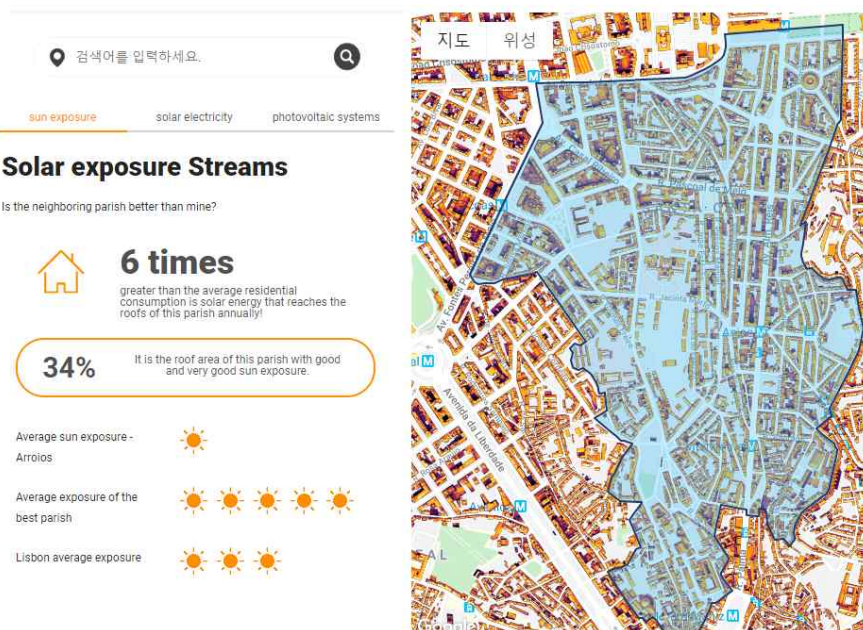 검색어를 입력하세요.
sun exposure
solar electricity
photovoltaic systems
Solar exposure Streams
Is the neighboring parish better than mine?
6 times
greater than the average residential
consumption is solar energy that reaches the
roofs of this parish annually!
34%
It is the roof area of this parish with good
and very good sun exposure.
Average sun exposure -
Arroios
Average exposure of the
best parish
Lisbon average exposure
지도
위성
M
R. Pascoal de Melo
M
Av. Fontes
M
M
Avenida da Liberdade
M
M
M
Google